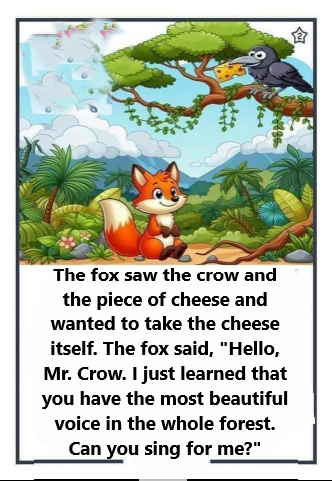 2
The fox saw the crow and
the piece of cheese and
wanted to take the cheese
itself. The fox said, "Hello,
Mr. Crow. I just learned that
you have the most beautiful
voice in the whole forest.
Can you sing for me?"